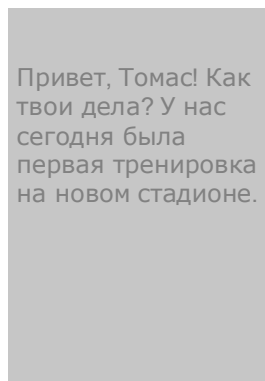 Привет, Томас! Как
твои дела? У нас
сегодня была
первая тренировка
на новом стадионе.